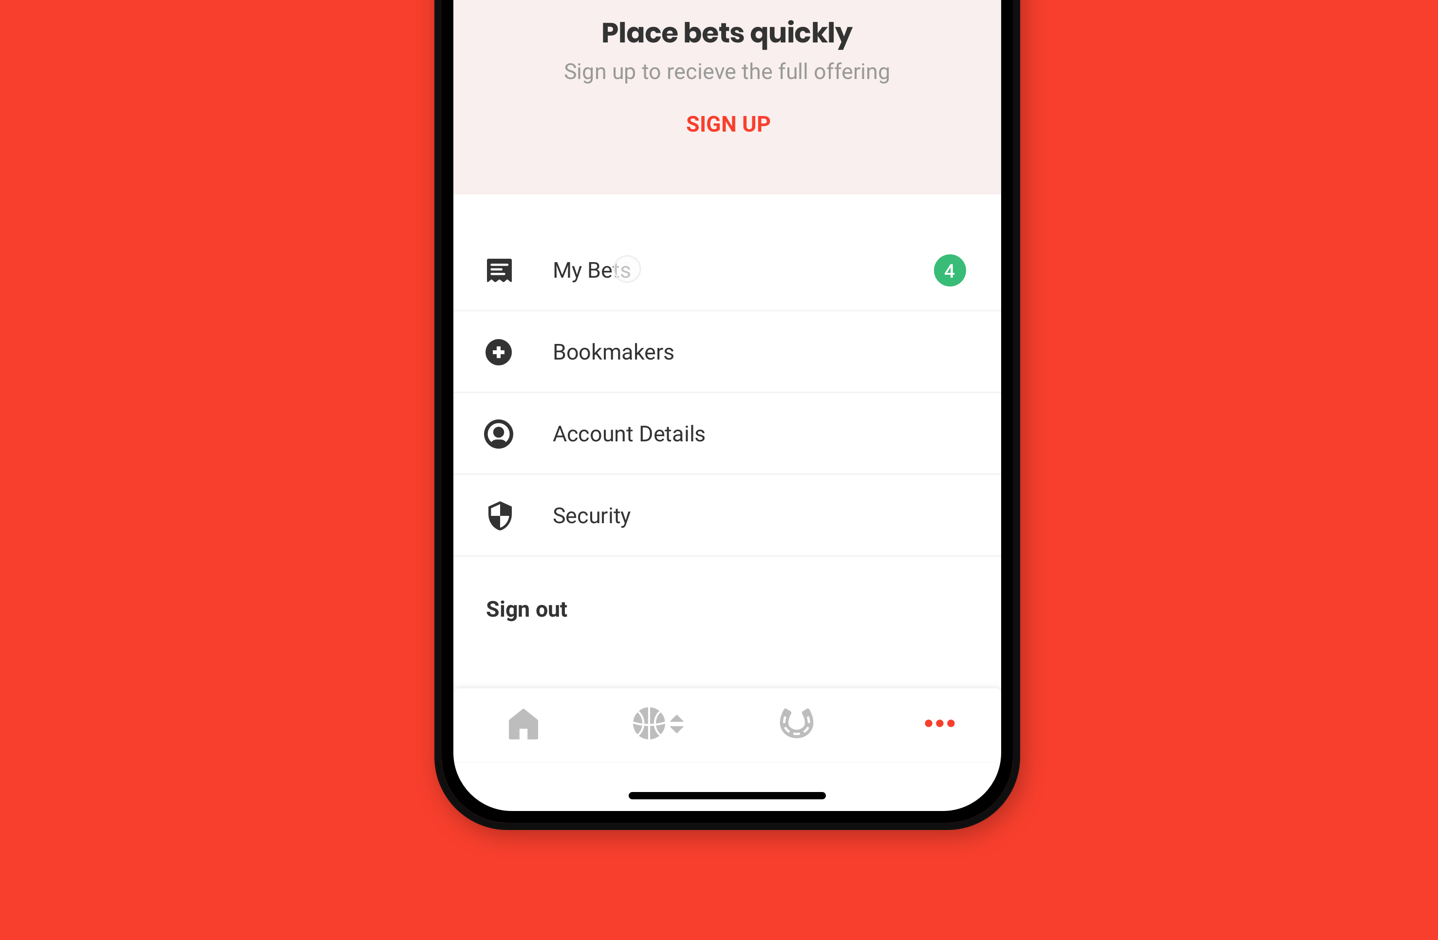 Place bets quickly
Sign up to recieve the full offering
SIGN UP
My Bets
4
Bookmakers
Account Details
Security
Sign out